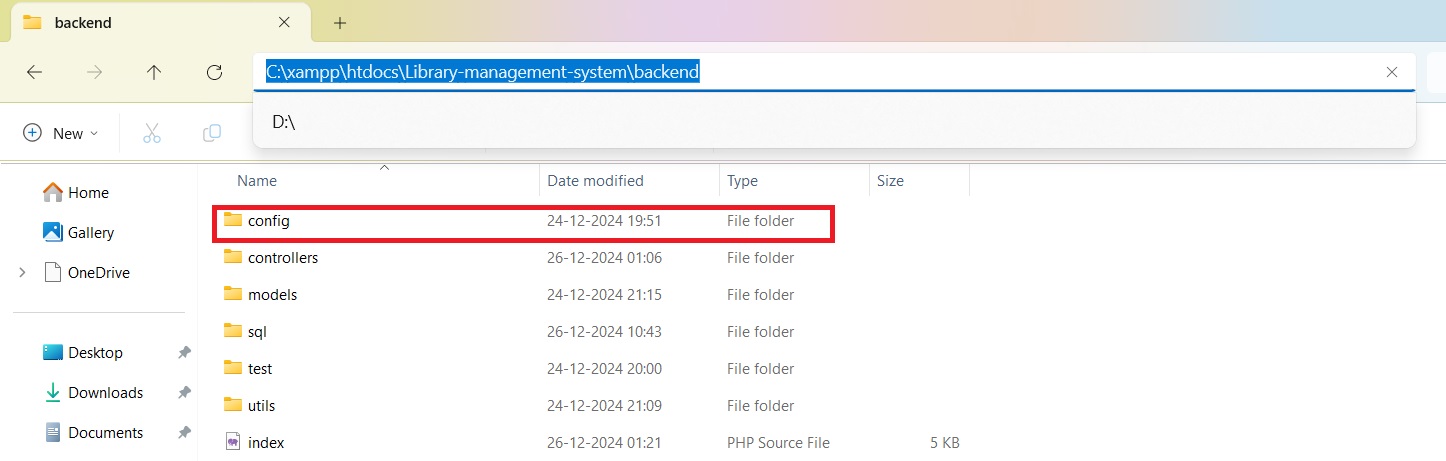 backend
C:\xampp\htdocs\Library-management-system\backend
D:\
New
Name Date modified Type Size
Home
Gallery
OneDrive
Desktop
Downloads
Documents
config 24-12-2024 19:51 File folder
controllers 26-12-2024 01:06 File folder
models 24-12-2024 21:15 File folder
sql 26-12-2024 10:43 File folder
test 24-12-2024 20:00 File folder
utils 24-12-2024 21:09 File folder
index 26-12-2024 01:21 PHP Source File 5 KB